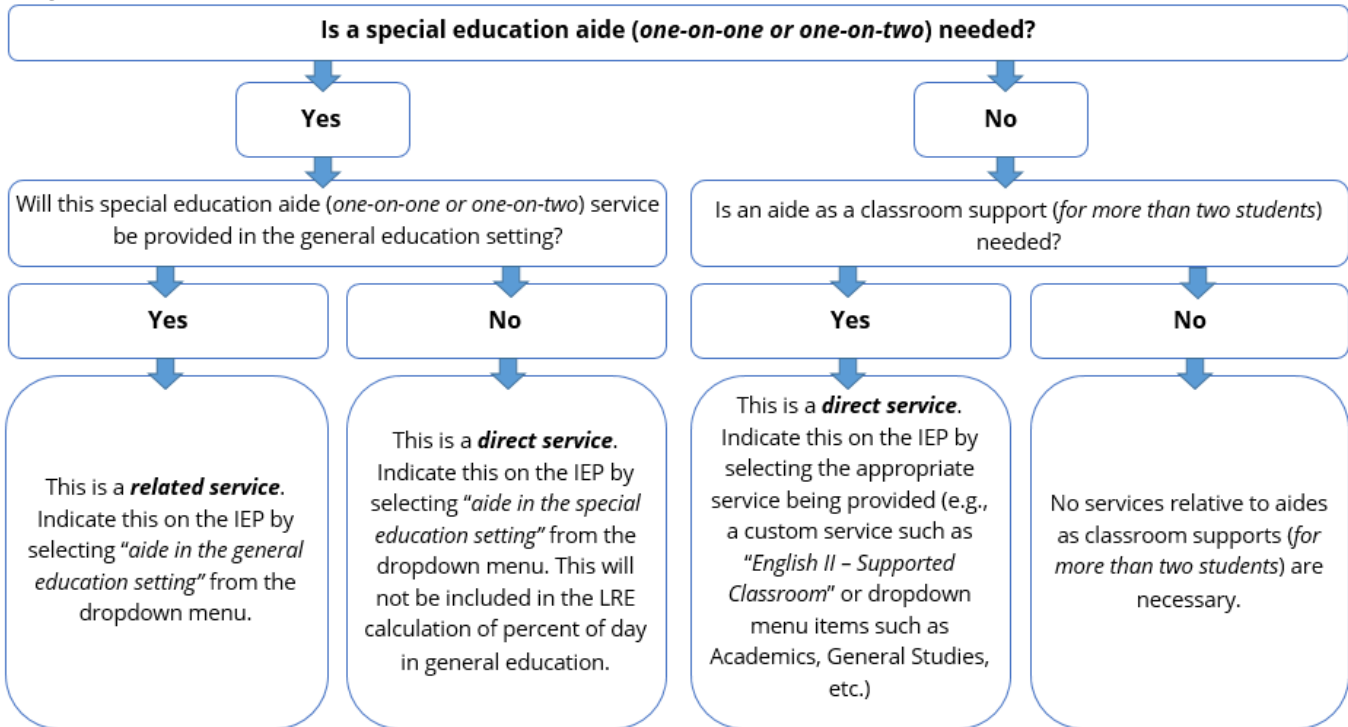 Is a special education aide (one-on-one or one-on-two) needed?
Yes
No
Will this special education aide (one-on-one or one-on-two) service
be provided in the general education setting?
Is an aide as a classroom support (for more than two students)
needed?
Yes
No
Yes
No
This is a related service.
Indicate this on the IEP by
selecting “aide in the general
education setting” from the
dropdown menu.
This is a direct service.
Indicate this on the IEP by
selecting “aide in the special
education setting” from the
dropdown menu. This will
not be included in the LRE
calculation of percent of day
in general education.
This is a direct service.
Indicate this on the IEP by
selecting the appropriate
service being provided (e.g.,
a custom service such as
“English II – Supported
Classroom” or dropdown
menu items such as
Academics, General Studies,
etc.)
No services relative to aides
as classroom supports (for
more than two students) are
necessary.